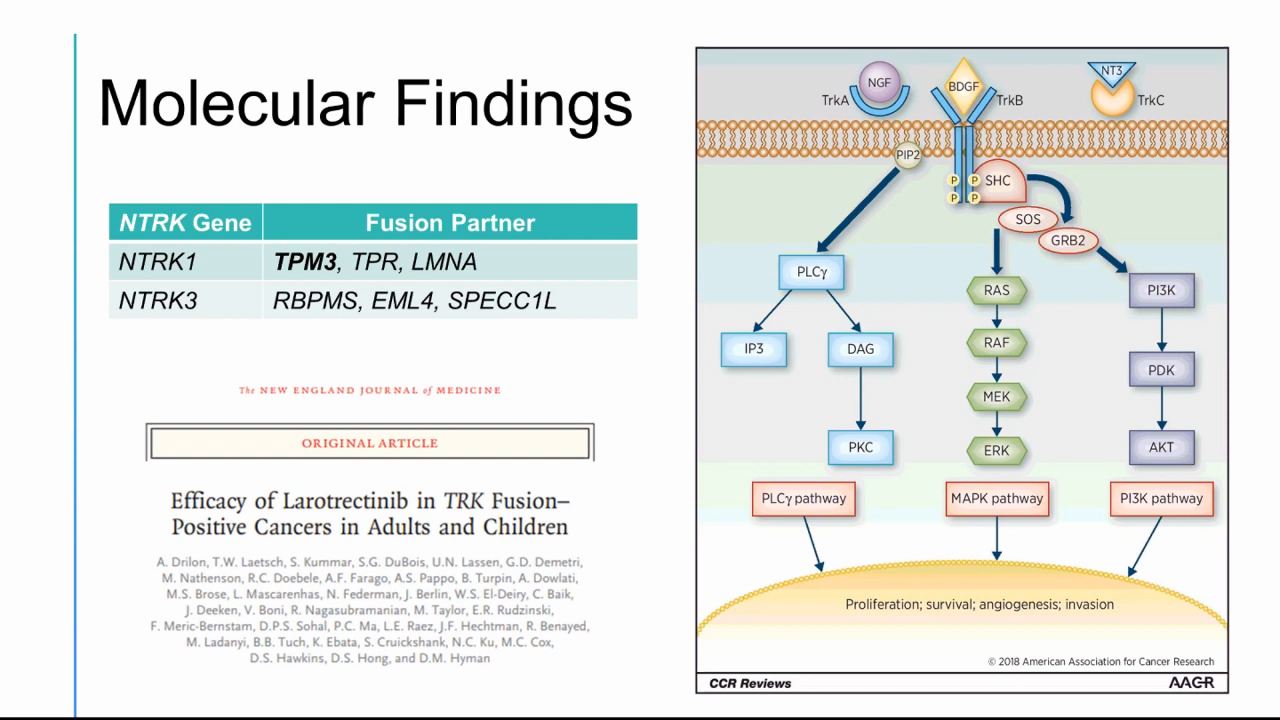 Molecular Findings
NTRK Gene Fusion Partner
NTRK1 TPM3, TPR, LMNA
NTRK3 RBPMS, EML4, SPECC1L
The NEW ENGLAND JOURNAL of MEDICINE
ORIGINAL ARTICLE
Efficacy of Larotrectinib in TRK Fusion–
Positive Cancers in Adults and Children
A. Drilon, T.W. Laetsch, S. Kummar, S.G. DuBois, U.N. Lassen, G.D. Demetri,
M. Nathenson, R.C. Doebele, A.F. Farago, A.S. Pappo, B. Turpin, A. Dowlati,
M.S. Brose, L. Mascarenhas, N. Federman, J. Berlin, W.S. El-Deiry, C. Baik,
J. Deeken, V. Boni, R. Nagasubramanian, M. Taylor, E.R. Rudzinski,
F. Meric-Bernstam, D.P.S. Sohal, P.C. Ma, L.E. Raez, J.F. Hechtman, R. Benayed,
M. Ladanyi, B.B. Tuch, K. Ebata, S. Cruickshank, N.C. Ku, M.C. Cox,
D.S. Hawkins, D.S. Hong, and D.M. Hyman
TrkA NGF BDGF TrkB NT3 TrkC
PIP2
P P SHC
P P
SOS
GRB2
PLCγ RAS PI3K
IP3 DAG RAF PDK
MEK
PKC ERK AKT
PLCγ pathway MAPK pathway PI3K pathway
Proliferation; survival; angiogenesis; invasion
© 2018 American Association for Cancer Research
CCR Reviews AACR